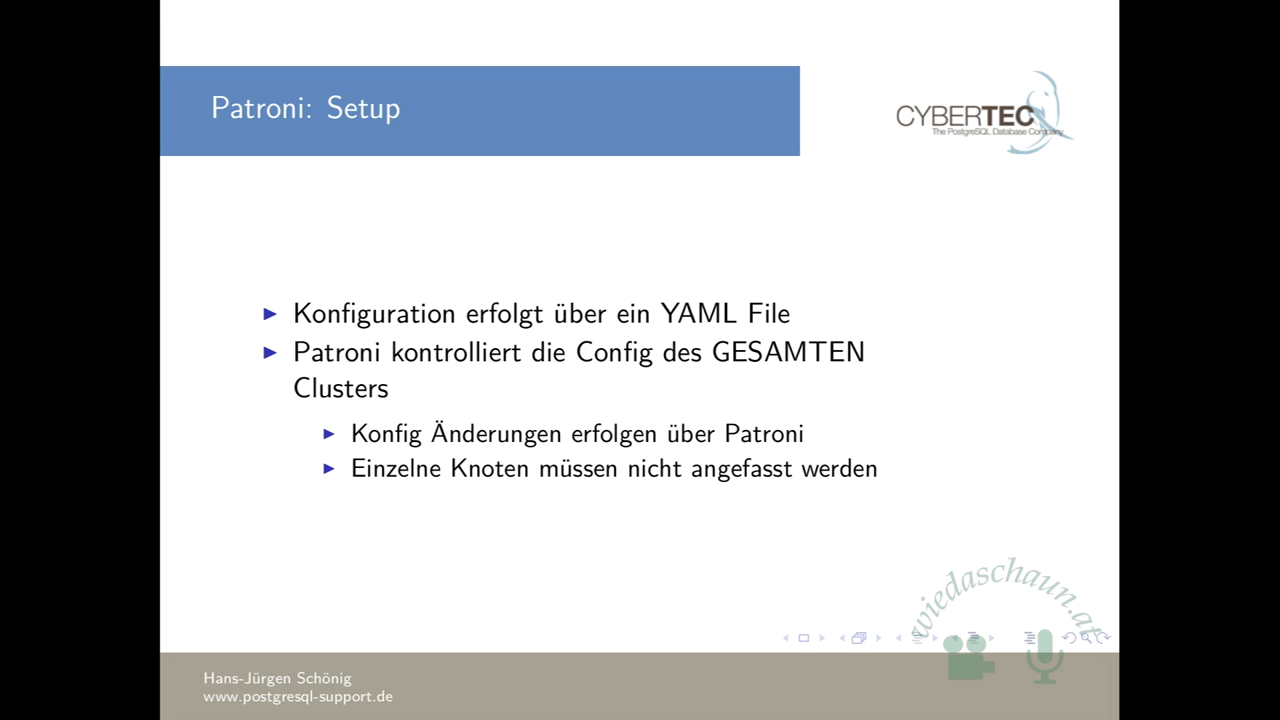 Patroni: Setup
CYBERTEC
The PostgreSQL Database Company
Konfiguration erfolgt über ein YAML File
Patroni kontrolliert die Config des GESAMTEN
Clusters
Konfig Änderungen erfolgen über Patroni
Einzelne Knoten müssen nicht angefasst werden
wiedaschaun.at
Hans-Jürgen Schönig
www.postgresql-support.de